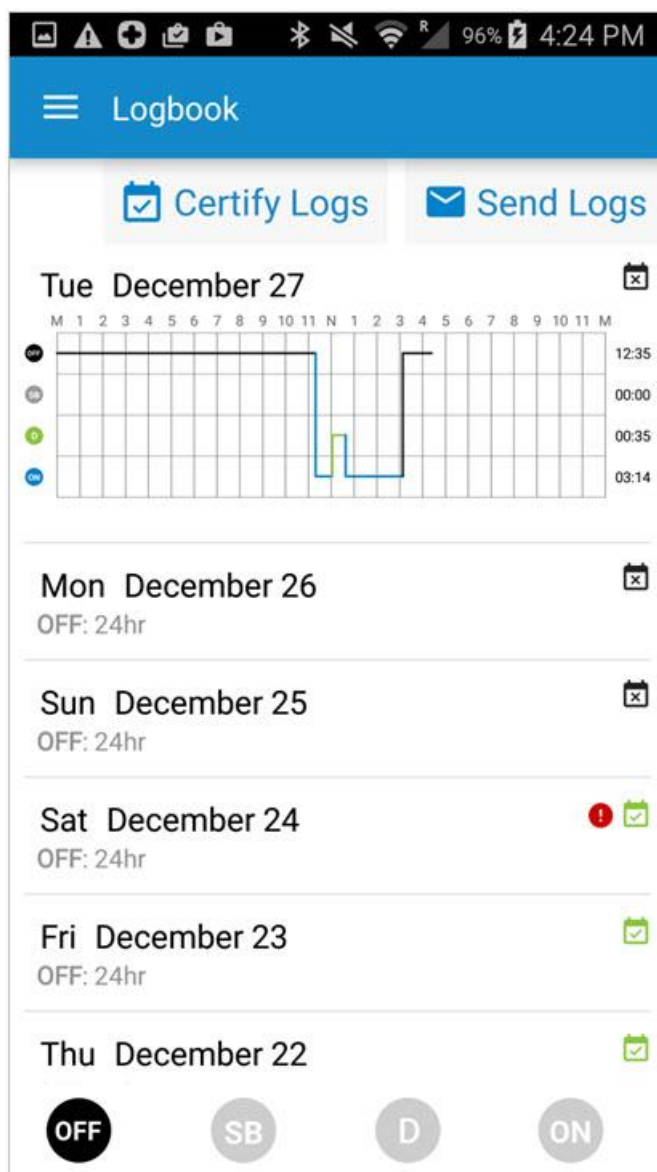 R 96% 4:24 PM
Logbook
Certify Logs Send Logs
Tue December 27
M 1 2 3 4 5 6 7 8 9 10 11 N 1 2 3 4 5 6 7 8 9 10 11 M
OFF 12:35
SB 00:00
D 00:35
ON 03:14
Mon December 26
OFF: 24hr
Sun December 25
OFF: 24hr
Sat December 24
OFF: 24hr
Fri December 23
OFF: 24hr
Thu December 22
OFF SB D ON